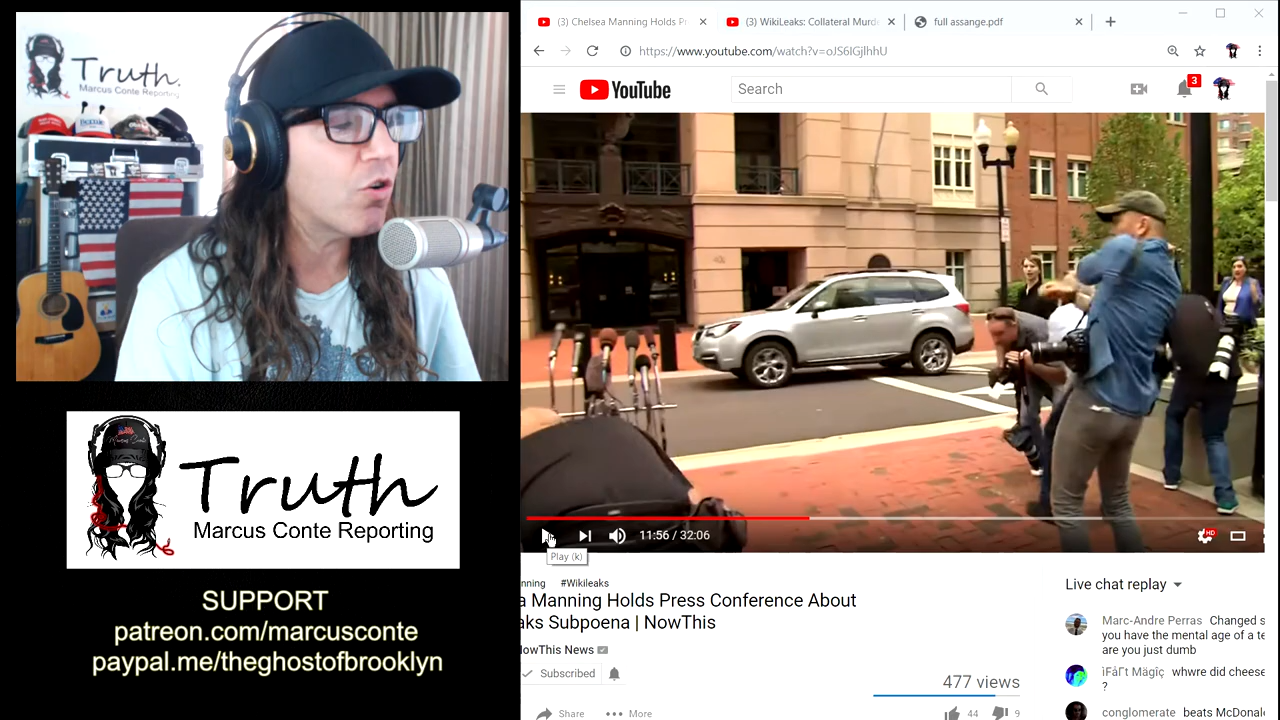 Truth.
Marcus Conte Reporting
Bernie
Truth
Marcus Conte Reporting
SUPPORT
patreon.com/marcusconte
paypal.me/theghostofbrooklyn
(3) Chelsea Manning Holds Pr
(3) WikiLeaks: Collateral Murd
full assange.pdf
https://www.youtube.com/watch?v=oJS6IGjlhhU
YouTube
Search
3
11:56 / 32:06
HD
Play (k)
nning #Wikileaks
a Manning Holds Press Conference About
aks Subpoena | NowThis
NowThis News
Subscribed
477 views
Share
More
44
9
Live chat replay
Marc-Andre Perras Changed s
you have the mental age of a te
are you just dumb
whwre did cheese
?
conglomerate beats McDonal